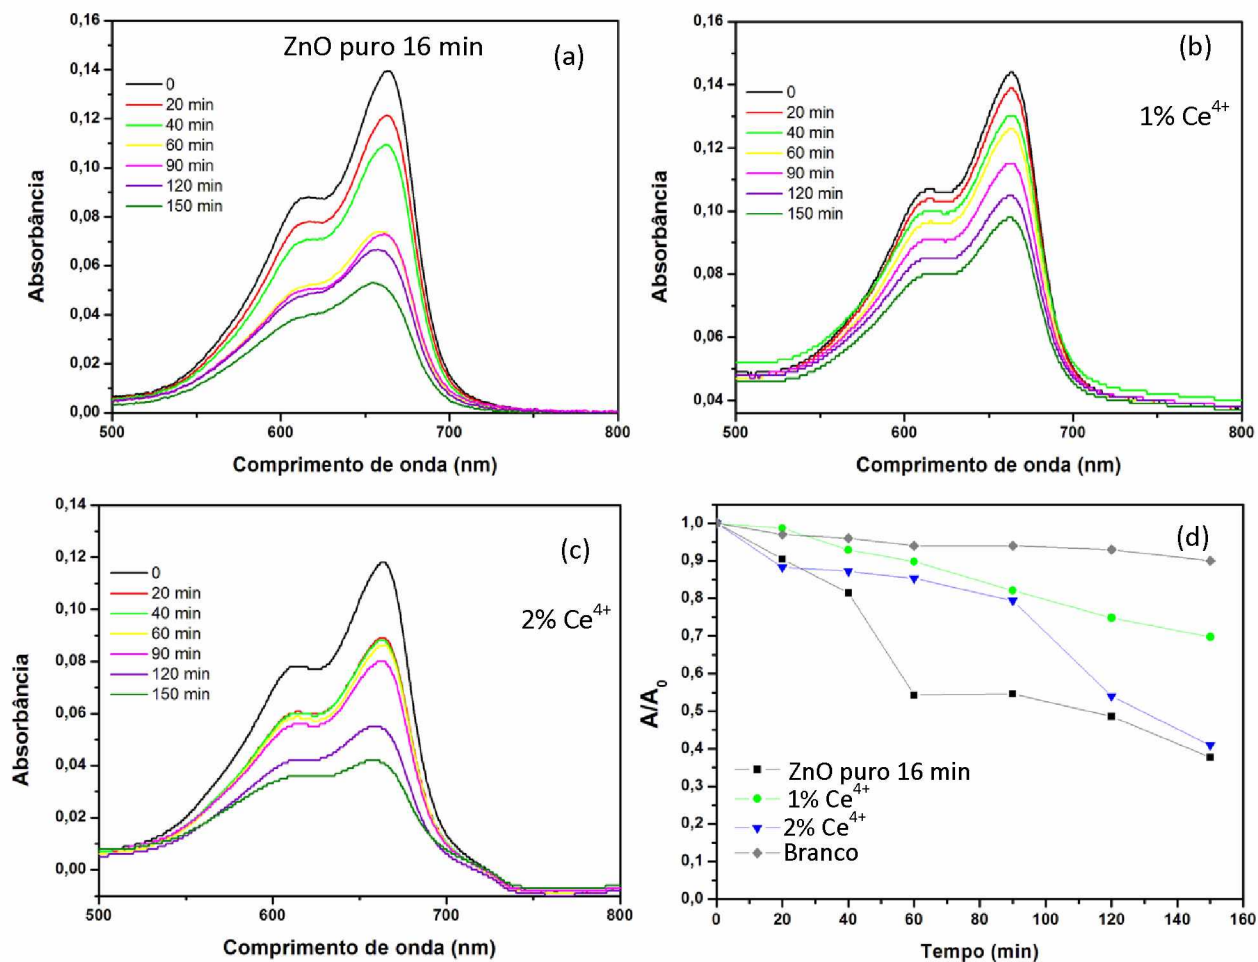 ZnO puro 16 min
(a)
0
20 min
40 min
60 min
90 min
120 min
150 min
0,16
0,14
0,12
0,10
0,08
0,06
0,04
0,02
0,00
500
600
700
800
Absorbância
Comprimento de onda (nm)
(b)
1% Ce⁴⁺
0
20 min
40 min
60 min
90 min
120 min
150 min
0,16
0,14
0,12
0,10
0,08
0,06
0,04
500
600
700
800
Absorbância
Comprimento de onda (nm)
(c)
2% Ce⁴⁺
0
20 min
40 min
60 min
90 min
120 min
150 min
0,14
0,12
0,10
0,08
0,06
0,04
0,02
0,00
500
600
700
800
Absorbância
Comprimento de onda (nm)
(d)
1,0
0,9
0,8
0,7
0,6
0,5
0,4
0,3
0,2
0,1
0,0
A/A₀
ZnO puro 16 min
1% Ce⁴⁺
2% Ce⁴⁺
Branco
0
20
40
60
80
100
120
140
160
Tempo (min)